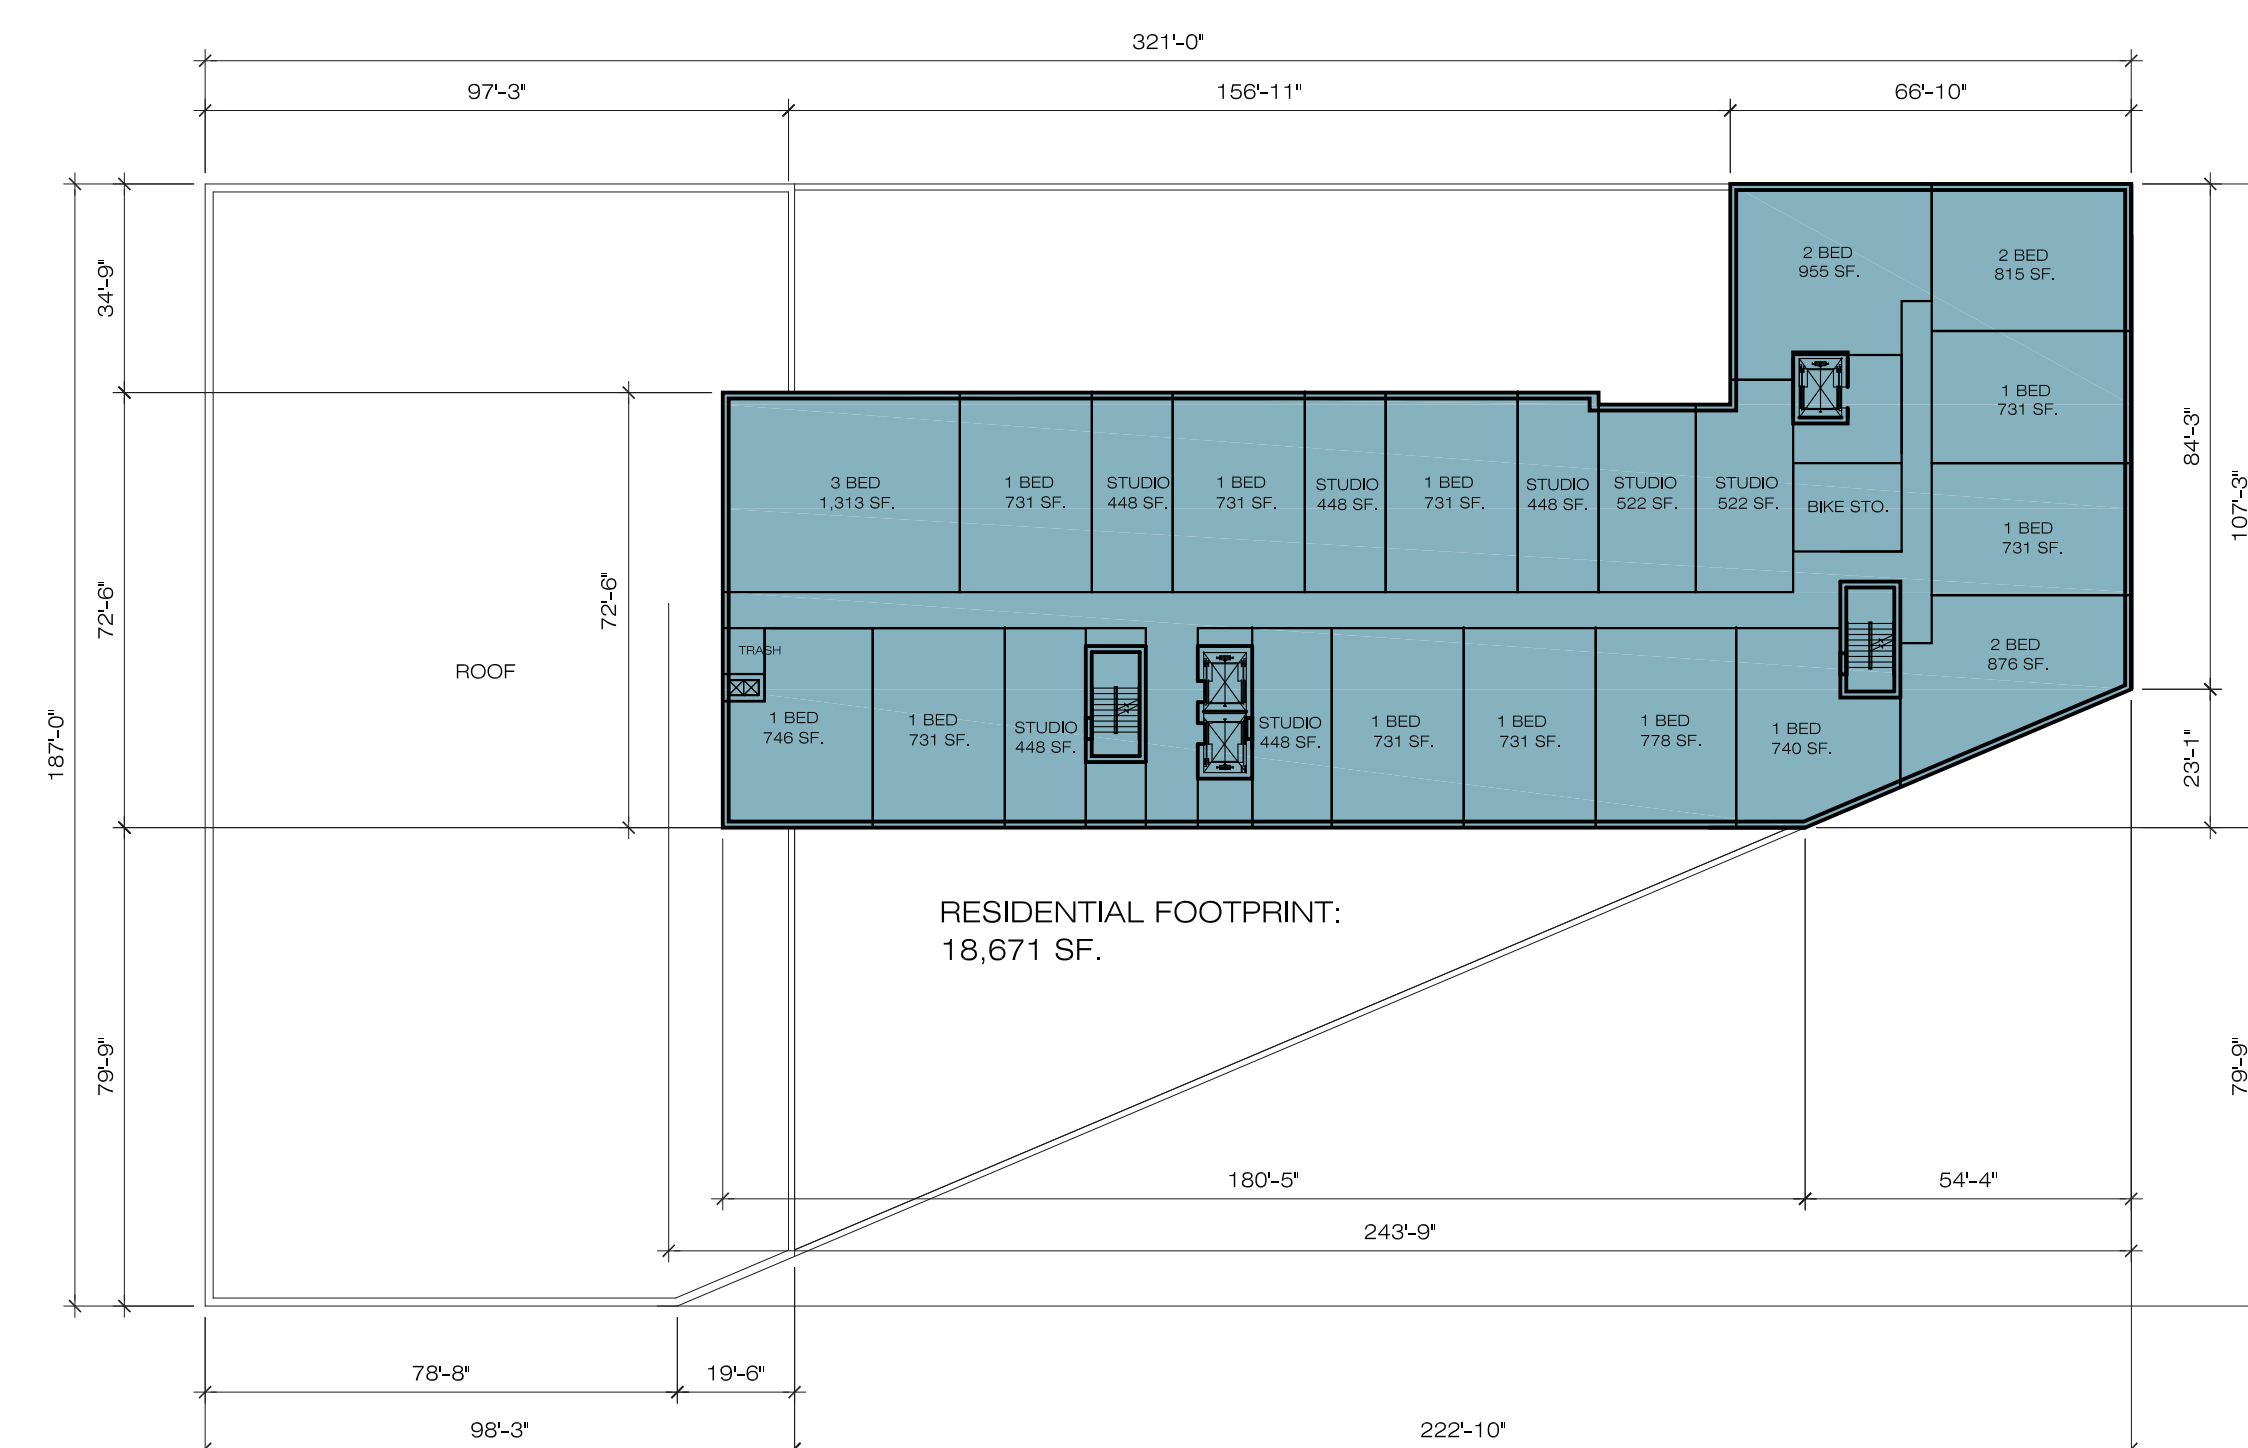 321'-0"
97'-3"
156'-11"
66'-10"
34'-9"
72'-6"
79'-9"
187'-0"
72'-6"
ROOF
2 BED
955 SF.
2 BED
815 SF.
1 BED
731 SF.
1 BED
731 SF.
2 BED
876 SF.
84'-3"
107'-3"
23'-1"
79'-9"
3 BED
1,313 SF.
1 BED
731 SF.
STUDIO
448 SF.
1 BED
731 SF.
STUDIO
448 SF.
1 BED
731 SF.
STUDIO
448 SF.
STUDIO
522 SF.
STUDIO
522 SF.
BIKE STO.
TRASH
1 BED
746 SF.
1 BED
731 SF.
STUDIO
448 SF.
STUDIO
448 SF.
1 BED
731 SF.
1 BED
731 SF.
1 BED
778 SF.
1 BED
740 SF.
RESIDENTIAL FOOTPRINT:
18,671 SF.
180'-5"
54'-4"
243'-9"
78'-8"
19'-6"
98'-3"
222'-10"